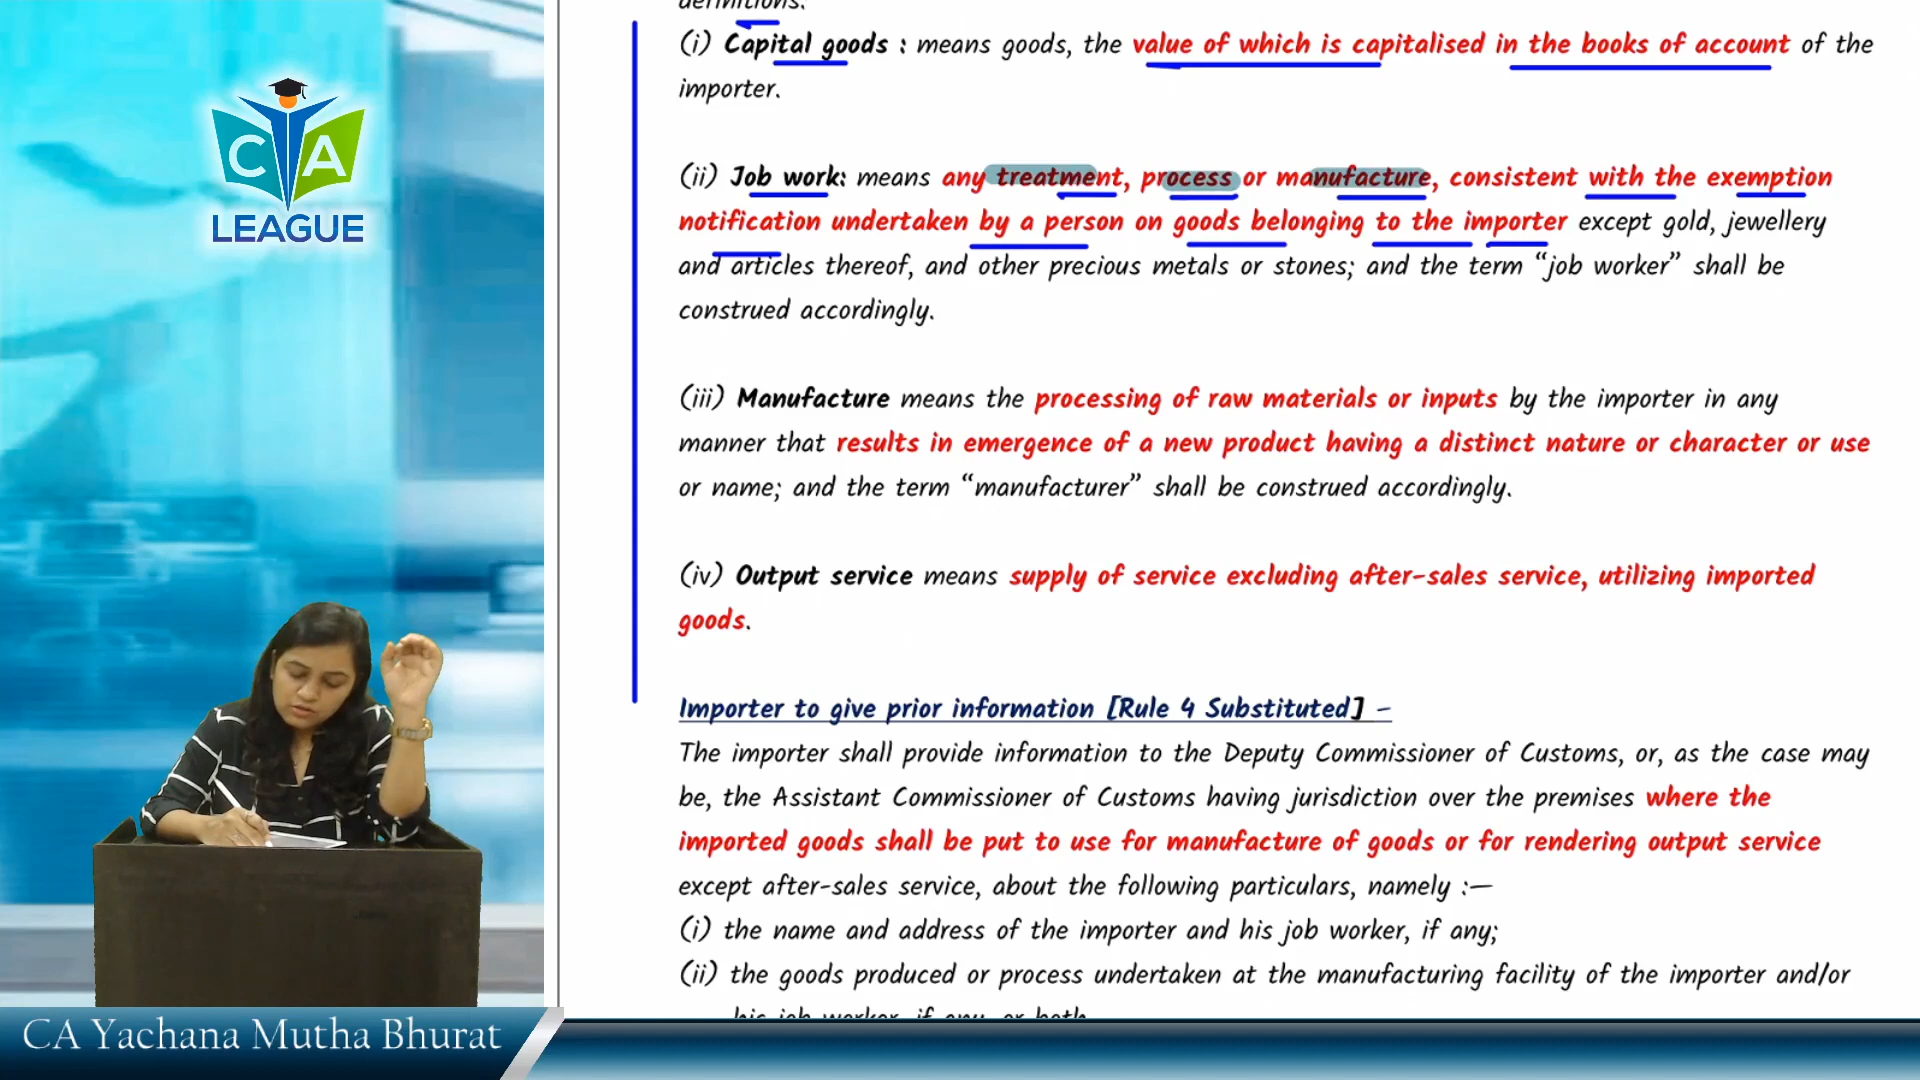 definitions.
(i) Capital goods : means goods, the value of which is capitalised in the books of account of the
importer.
(ii) Job work: means any treatment, process or manufacture, consistent with the exemption
notification undertaken by a person on goods belonging to the importer except gold, jewellery
and articles thereof, and other precious metals or stones; and the term “job worker” shall be
construed accordingly.
(iii) Manufacture means the processing of raw materials or inputs by the importer in any
manner that results in emergence of a new product having a distinct nature or character or use
or name; and the term “manufacturer” shall be construed accordingly.
(iv) Output service means supply of service excluding after-sales service, utilizing imported
goods.
Importer to give prior information [Rule 4 Substituted] –
The importer shall provide information to the Deputy Commissioner of Customs, or, as the case may
be, the Assistant Commissioner of Customs having jurisdiction over the premises where the
imported goods shall be put to use for manufacture of goods or for rendering output service
except after-sales service, about the following particulars, namely :—
(i) the name and address of the importer and his job worker, if any;
(ii) the goods produced or process undertaken at the manufacturing facility of the importer and/or
his job worker, if any, or both
CA
LEAGUE
CA Yachana Mutha Bhurat